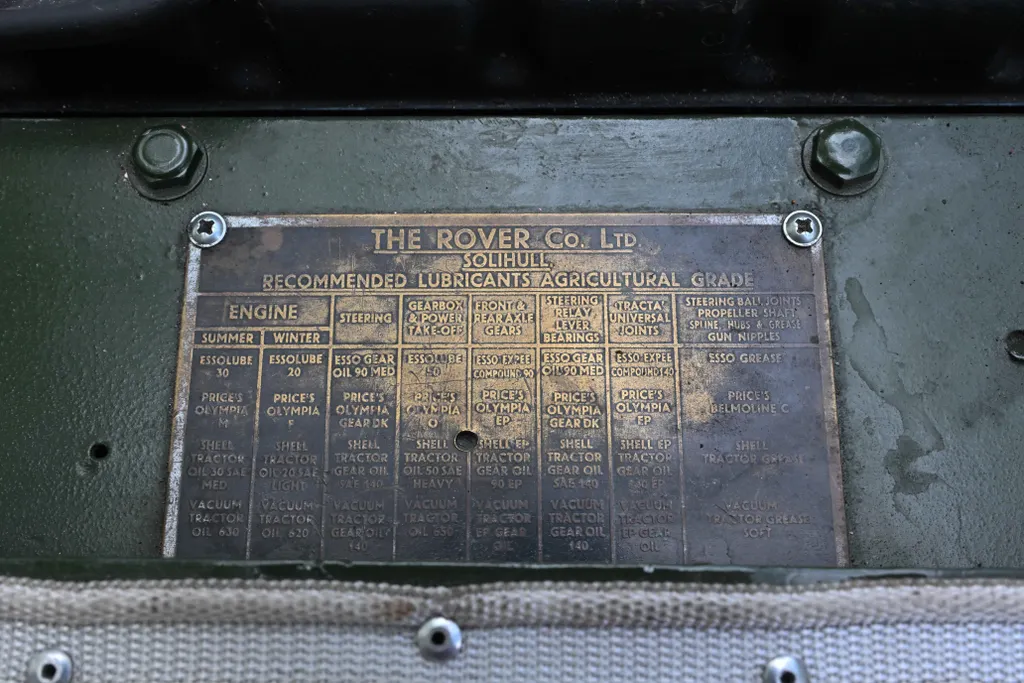 THE ROVER Co. LTD
SOLIHULL.
RECOMMENDED LUBRICANTS AGRICULTURAL GRADE
ENGINE
SUMMER
WINTER
STEERING
GEARBOX
& POWER
TAKE-OFF
FRONT &
REAR AXLE
GEARS
STEERING
RELAY
LEVER
BEARINGS
'TRACTA'
UNIVERSAL
JOINTS
STEERING BALL JOINTS
PROPELLER SHAFT
SPLINE, HUBS & GREASE
GUN NIPPLES
ESSOLUBE
30
ESSOLUBE
20
ESSO GEAR
OIL 90 MED
ESSOLUBE
50
ESSO EXPEE
COMPOUND 90
ESSO GEAR
OIL 90 MED
ESSO EXPEE
COMPOUND 140
ESSO GREASE
PRICE'S
OLYMPIA
M
PRICE'S
OLYMPIA
F
PRICE'S
OLYMPIA
GEAR DK
PRICE'S
OLYMPIA
O
PRICE'S
OLYMPIA
EP
PRICE'S
OLYMPIA
GEAR DK
PRICE'S
OLYMPIA
EP
PRICE'S
BELMOLINE C
SHELL
TRACTOR
OIL 30 SAE
MED
SHELL
TRACTOR
OIL 20 SAE
LIGHT
SHELL
TRACTOR
GEAR OIL
SAE 140
SHELL
TRACTOR
OIL 50 SAE
HEAVY
SHELL EP
TRACTOR
GEAR OIL
90 EP
SHELL
TRACTOR
GEAR OIL
SAE 140
SHELL EP
TRACTOR
GEAR OIL
140 EP
SHELL
TRACTOR GREASE
VACUUM
TRACTOR
OIL 630
VACUUM
TRACTOR
OIL 620
VACUUM
TRACTOR
GEAR OIL
140
VACUUM
TRACTOR
OIL 650
VACUUM
TRACTOR
EP GEAR
OIL
VACUUM
TRACTOR
GEAR OIL
140
VACUUM
TRACTOR
EP GEAR
OIL
VACUUM
TRACTOR GREASE
SOFT